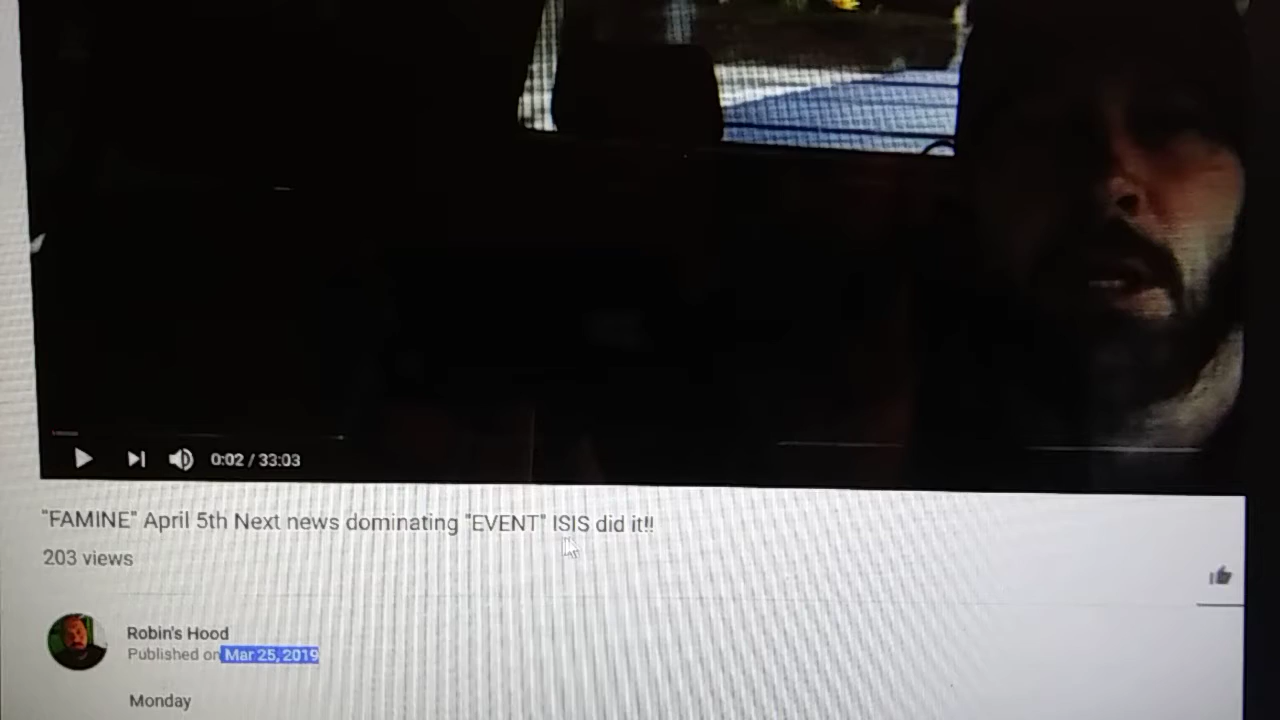 0:02 / 33:03
"FAMINE" April 5th Next news dominating "EVENT" ISIS did it!!
203 views
Robin's Hood
Published on Mar 25, 2019
Monday